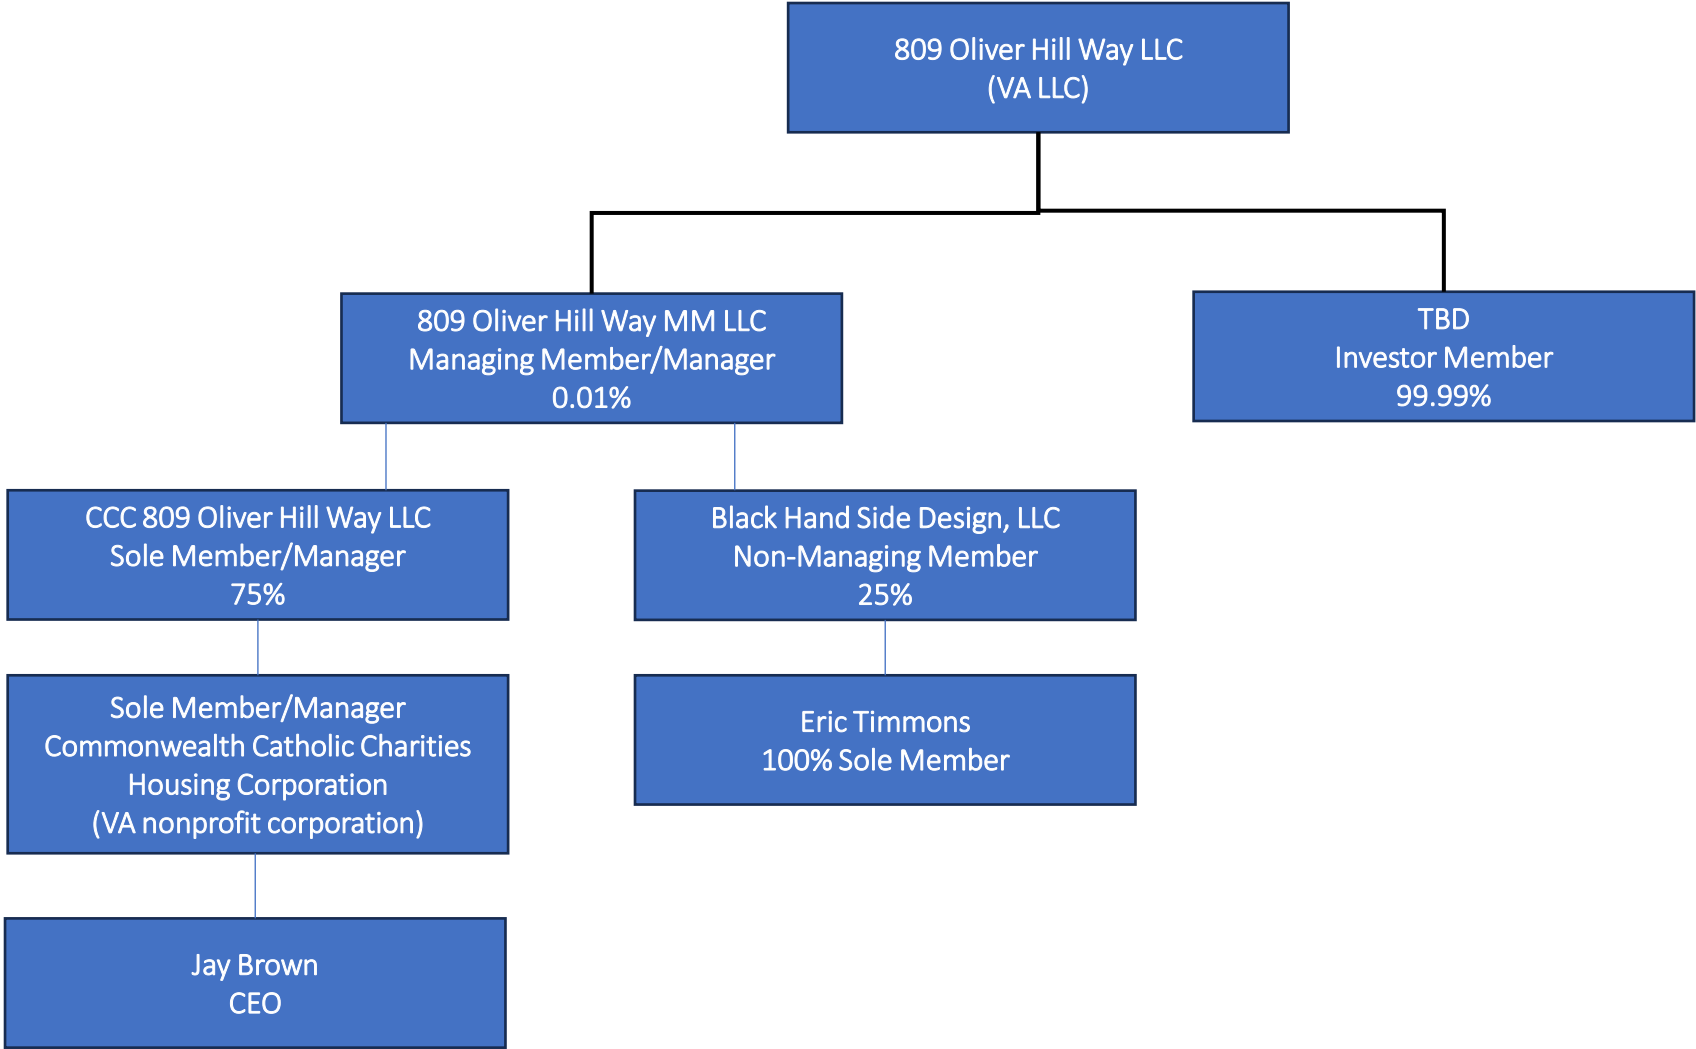 809 Oliver Hill Way LLC
(VA LLC)
809 Oliver Hill Way MM LLC
Managing Member/Manager
0.01%
TBD
Investor Member
99.99%
CCC 809 Oliver Hill Way LLC
Sole Member/Manager
75%
Black Hand Side Design, LLC
Non-Managing Member
25%
Sole Member/Manager
Commonwealth Catholic Charities
Housing Corporation
(VA nonprofit corporation)
Eric Timmons
100% Sole Member
Jay Brown
CEO